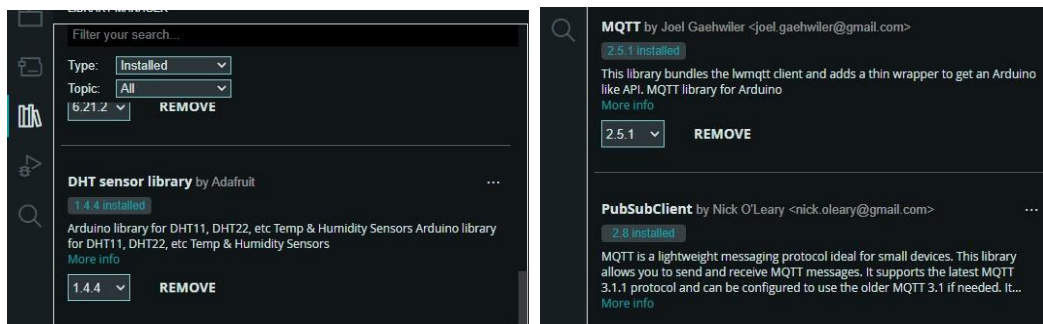 LIBRARY MANAGER
Filter your search...
Type: Installed
Topic: All
6.21.2 REMOVE
DHT sensor library by Adafruit ...
1.4.4 installed
Arduino library for DHT11, DHT22, etc Temp & Humidity Sensors Arduino library
for DHT11, DHT22, etc Temp & Humidity Sensors
More info
1.4.4 REMOVE
MQTT by Joel Gaehwiler <joel.gaehwiler@gmail.com>
2.5.1 installed
This library bundles the lwmqtt client and adds a thin wrapper to get an Arduino
like API. MQTT library for Arduino
More info
2.5.1 REMOVE
PubSubClient by Nick O'Leary <nick.oleary@gmail.com> ...
2.8 installed
MQTT is a lightweight messaging protocol ideal for small devices. This library
allows you to send and receive MQTT messages. It supports the latest MQTT
3.1.1 protocol and can be configured to use the older MQTT 3.1 if needed. It...
More info